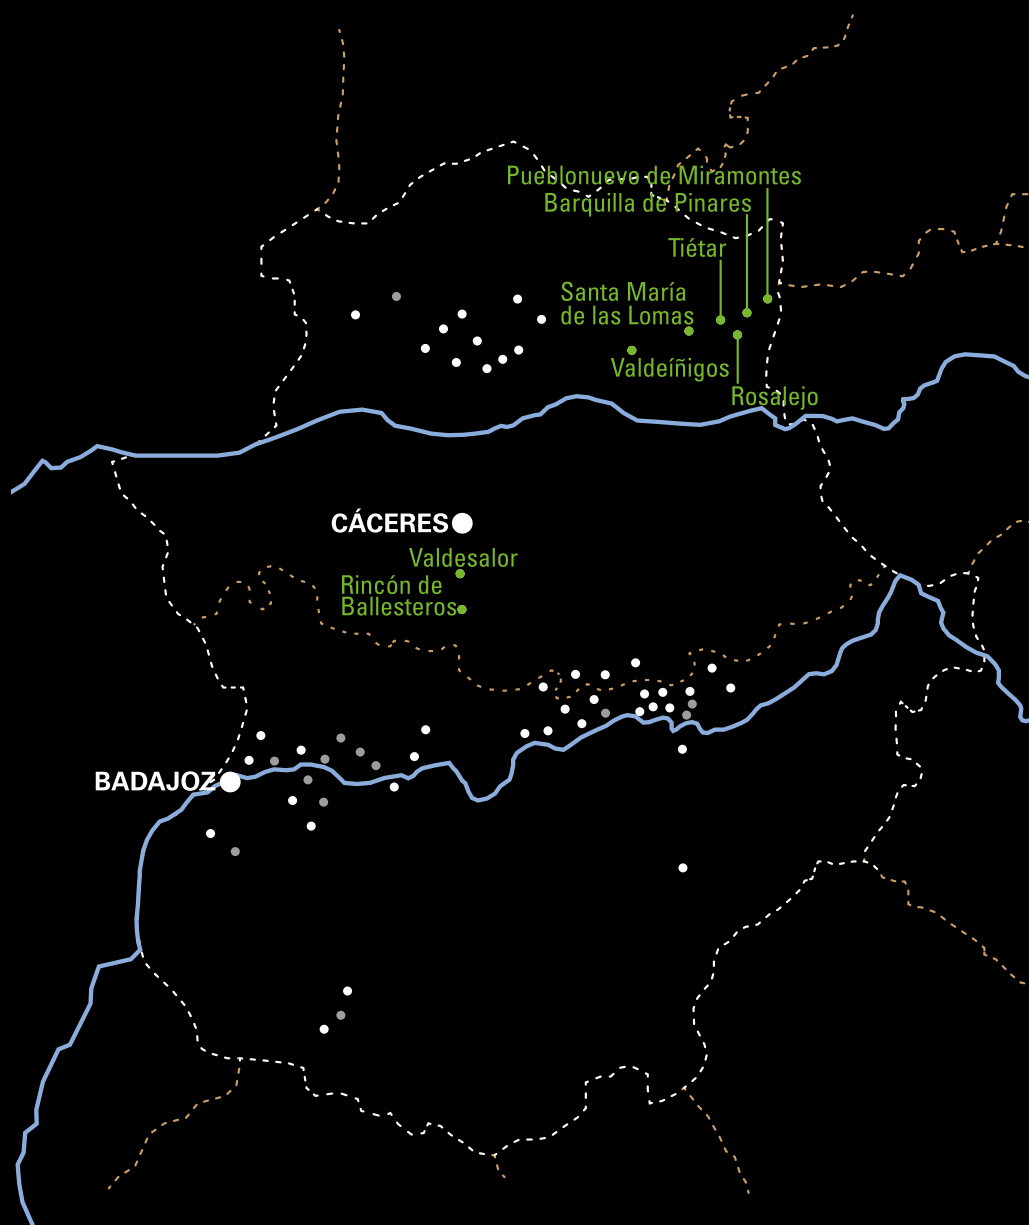 Pueblonuevo de Miramontes
Barquilla de Pinares
Tiétar
Santa María
de las Lomas
Valdeíñigos
Rosalejo
CÁCERES
Valdesalor
Rincón de
Ballesteros
BADAJOZ